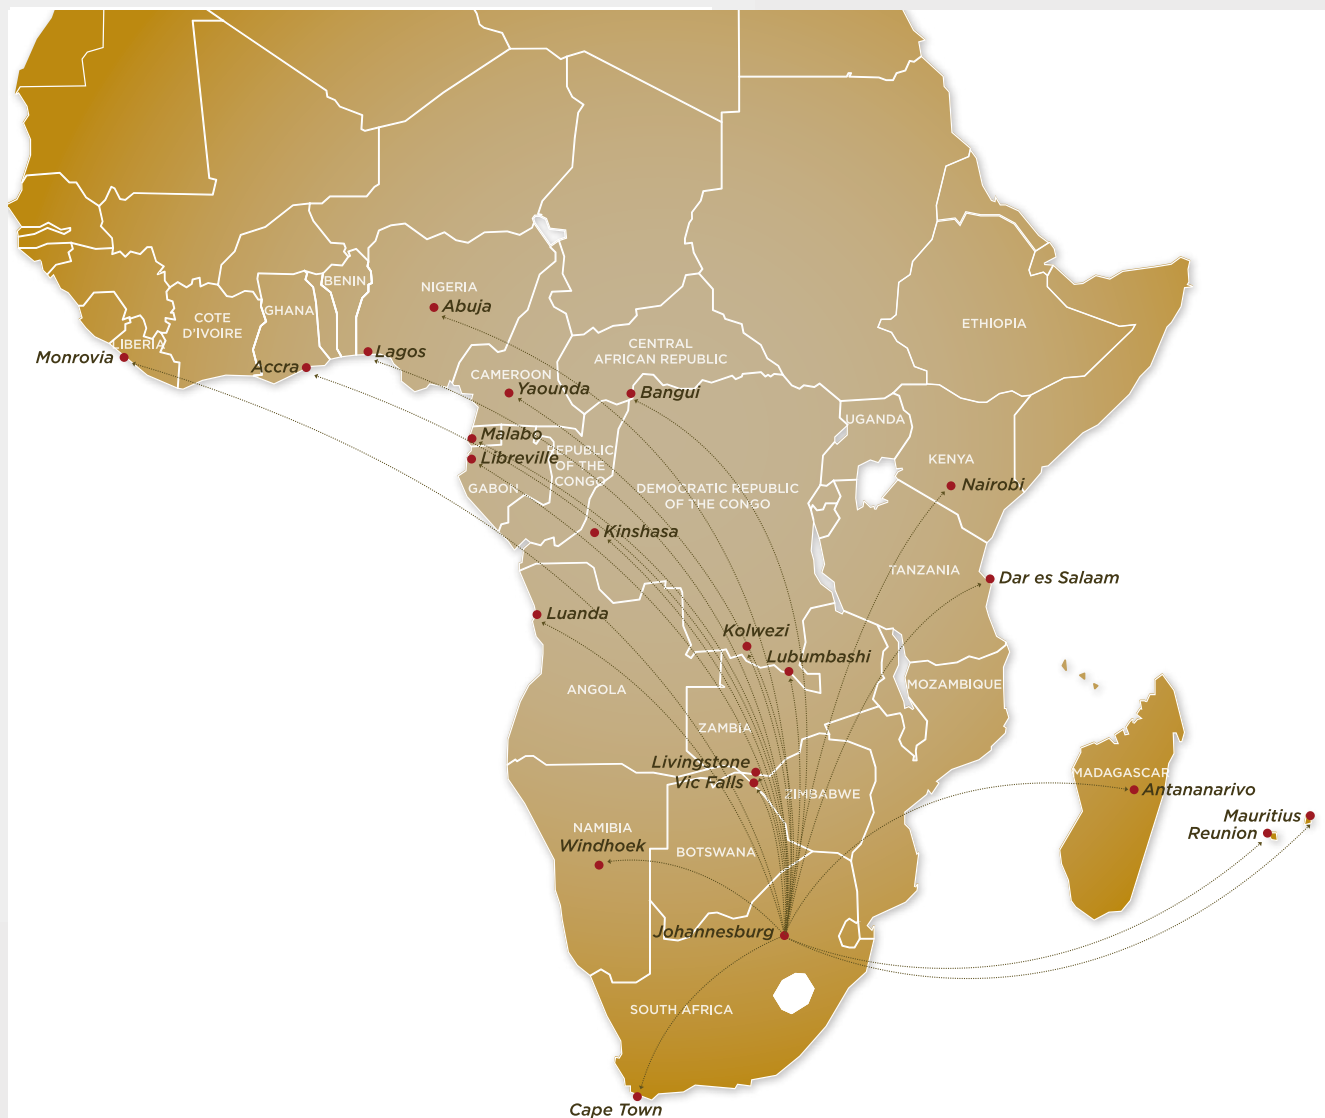 BENIN
NIGERIA
Abuja
GHANA
COTE
D'IVOIRE
ETHIOPIA
LIBERIA
Monrovia
Lagos
Accra
CENTRAL
AFRICAN REPUBLIC
CAMEROON
Yaounda
Bangui
UGANDA
Malabo
REPUBLIC
OF THE
CONGO
Libreville
GABON
KENYA
Nairobi
DEMOCRATIC REPUBLIC
OF THE CONGO
Kinshasa
TANZANIA
Dar es Salaam
Luanda
Kolwezi
Lubumbashi
ANGOLA
MOZAMBIQUE
ZAMBIA
Livingstone
Vic Falls
ZIMBABWE
MADAGASCAR
Antananarivo
Mauritius
Reunion
NAMIBIA
Windhoek
BOTSWANA
Johannesburg
SOUTH AFRICA
Cape Town